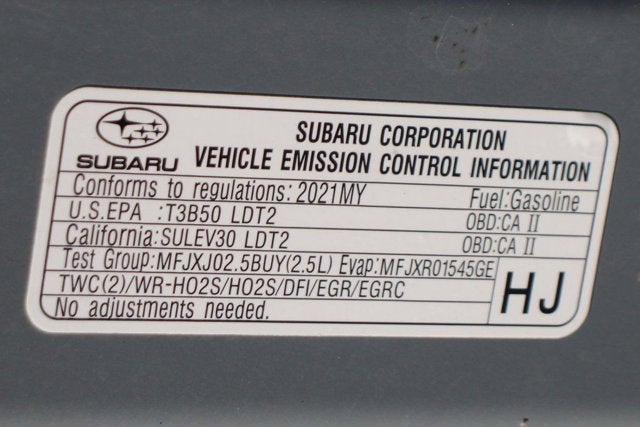 SUBARU
SUBARU CORPORATION
VEHICLE EMISSION CONTROL INFORMATION
Conforms to regulations: 2021MY Fuel:Gasoline
U.S.EPA :T3B50 LDT2 OBD:CA II
California:SULEV30 LDT2 OBD:CA II
Test Group:MFJXJ02.5BUY(2.5L) Evap:MFJXR01545GE
TWC(2)/WR-HO2S/HO2S/DFI/EGR/EGRC
No adjustments needed.
HJ